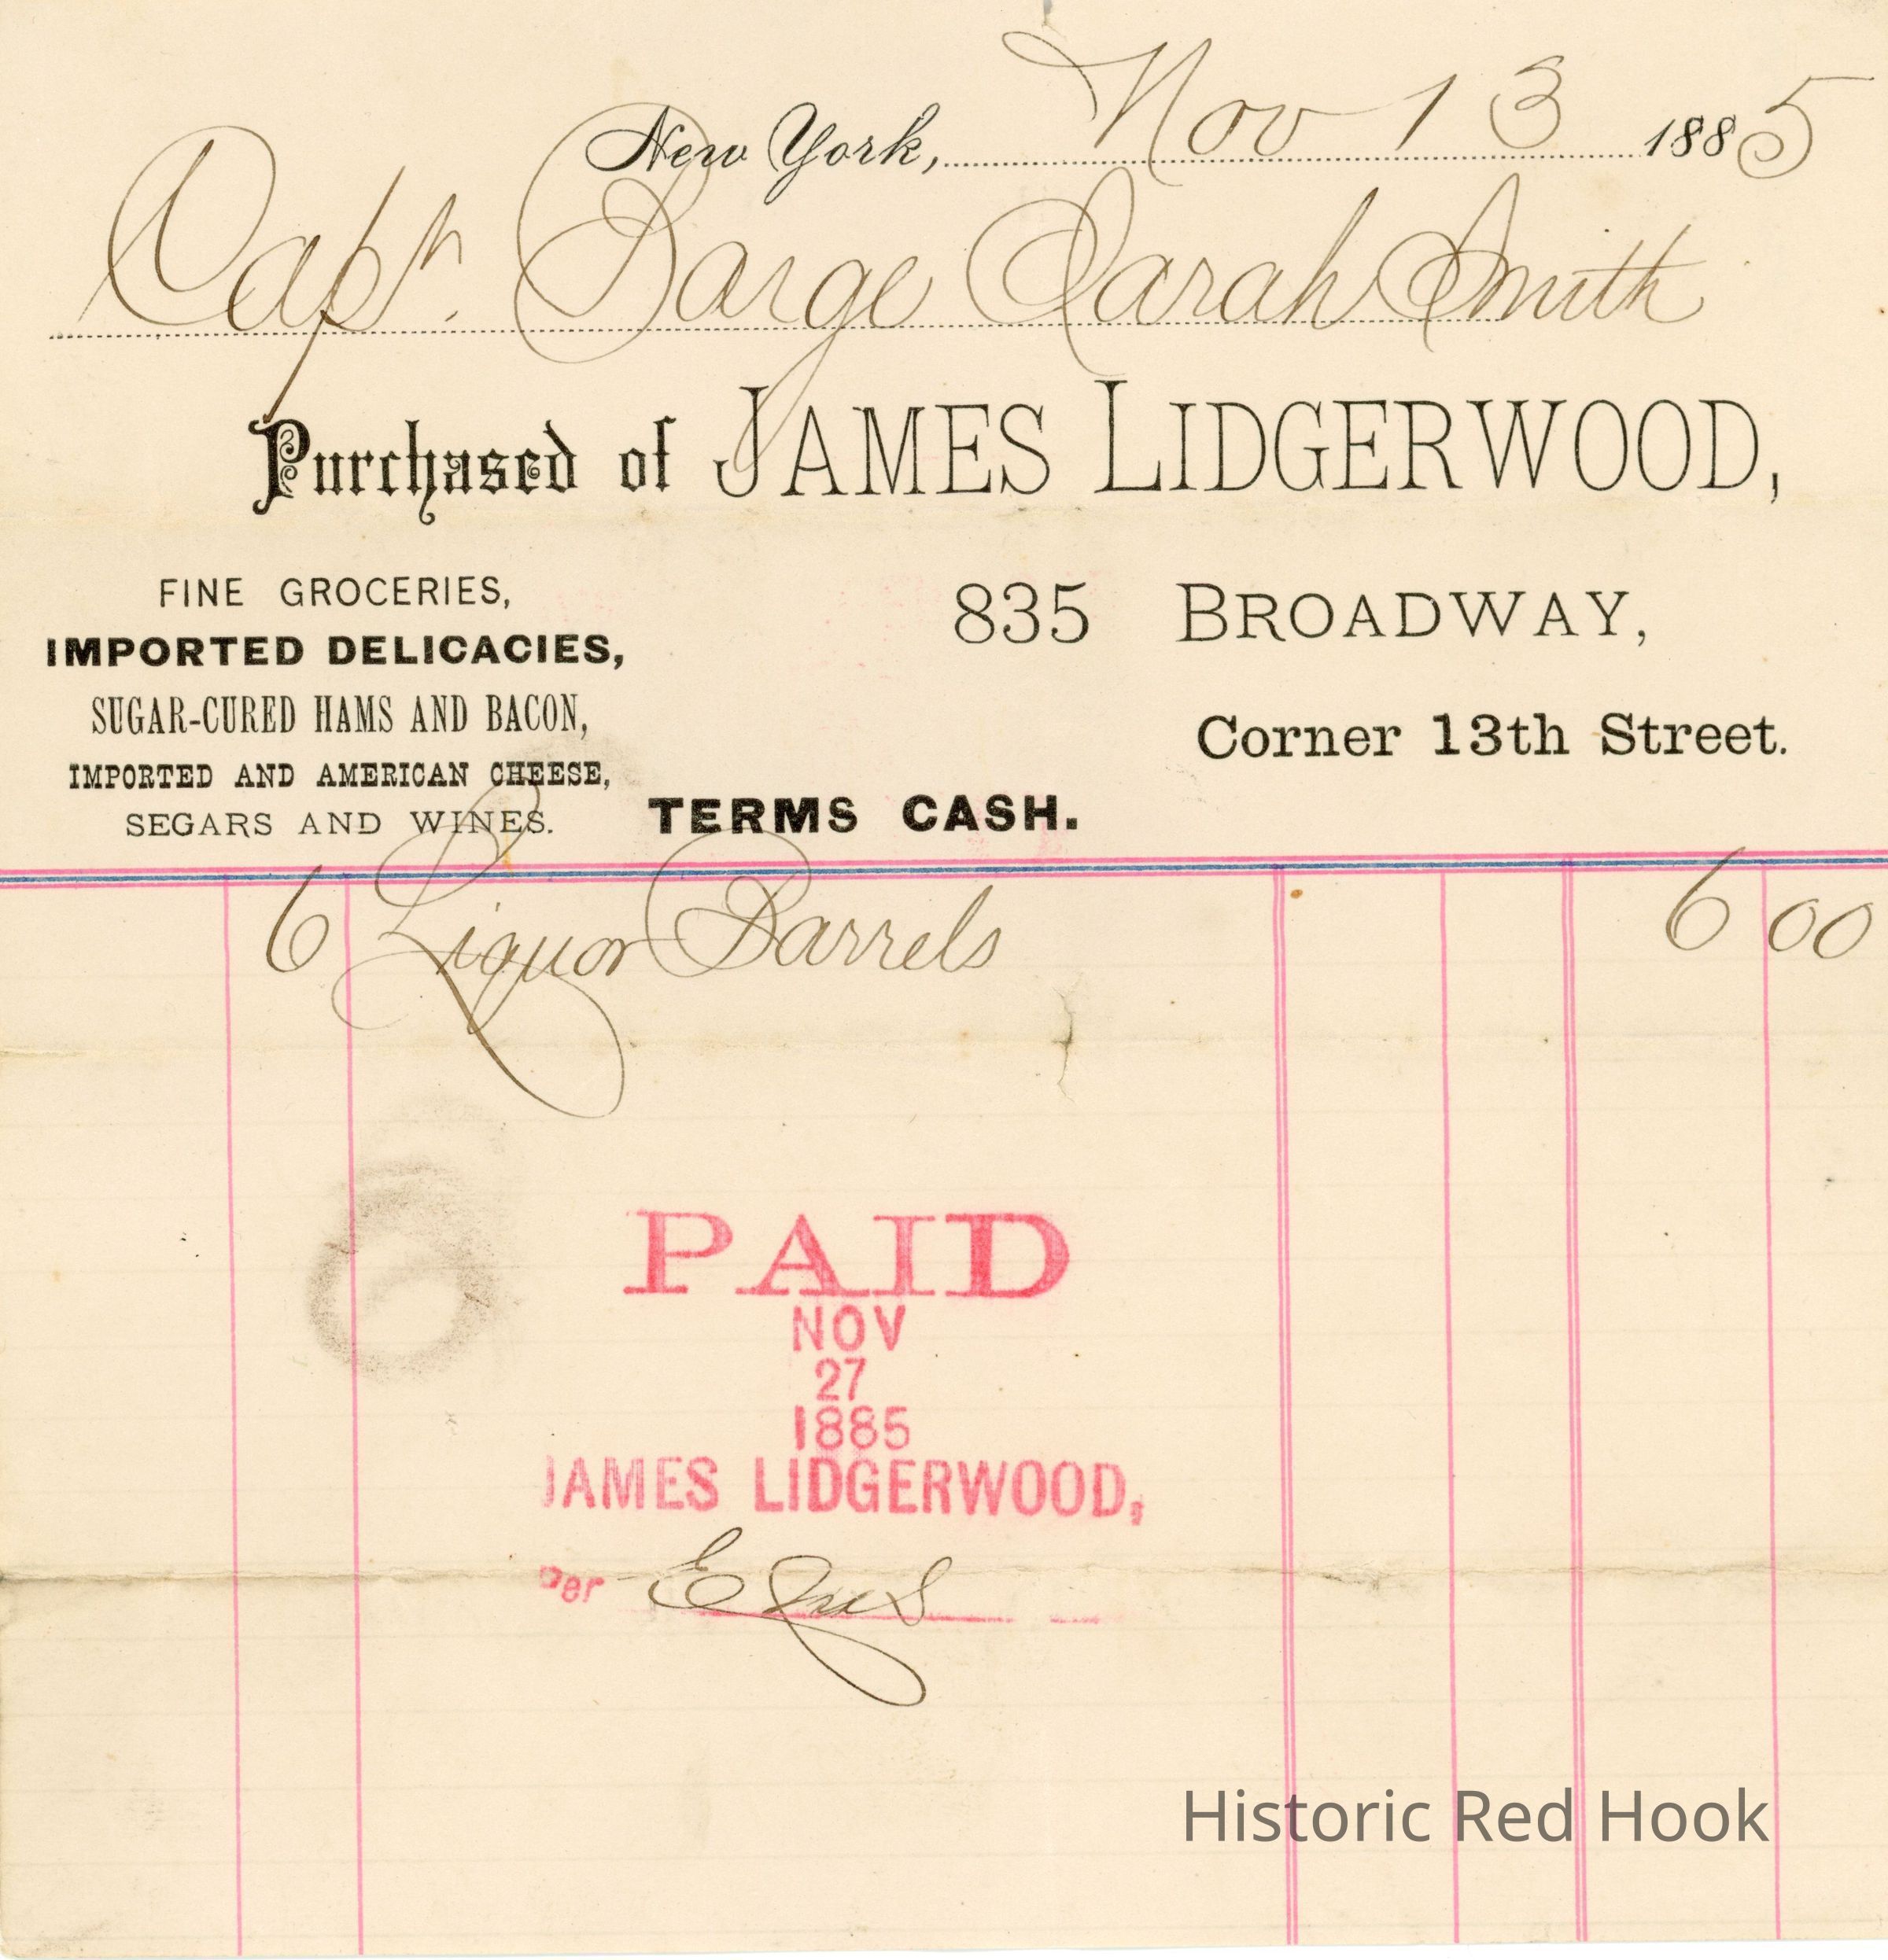 New York, Nov 13 1885
Capt. Barge Sarah Smith
Purchased of JAMES LIDGERWOOD,
FINE GROCERIES,
IMPORTED DELICACIES,
SUGAR-CURED HAMS AND BACON,
IMPORTED AND AMERICAN CHEESE,
SEGARS AND WINES.
835 BROADWAY,
Corner 13th Street.
TERMS CASH.
6 Liquor Barrels 6 00
PAID
NOV
27
1885
JAMES LIDGERWOOD,
Per
Historic Red Hook